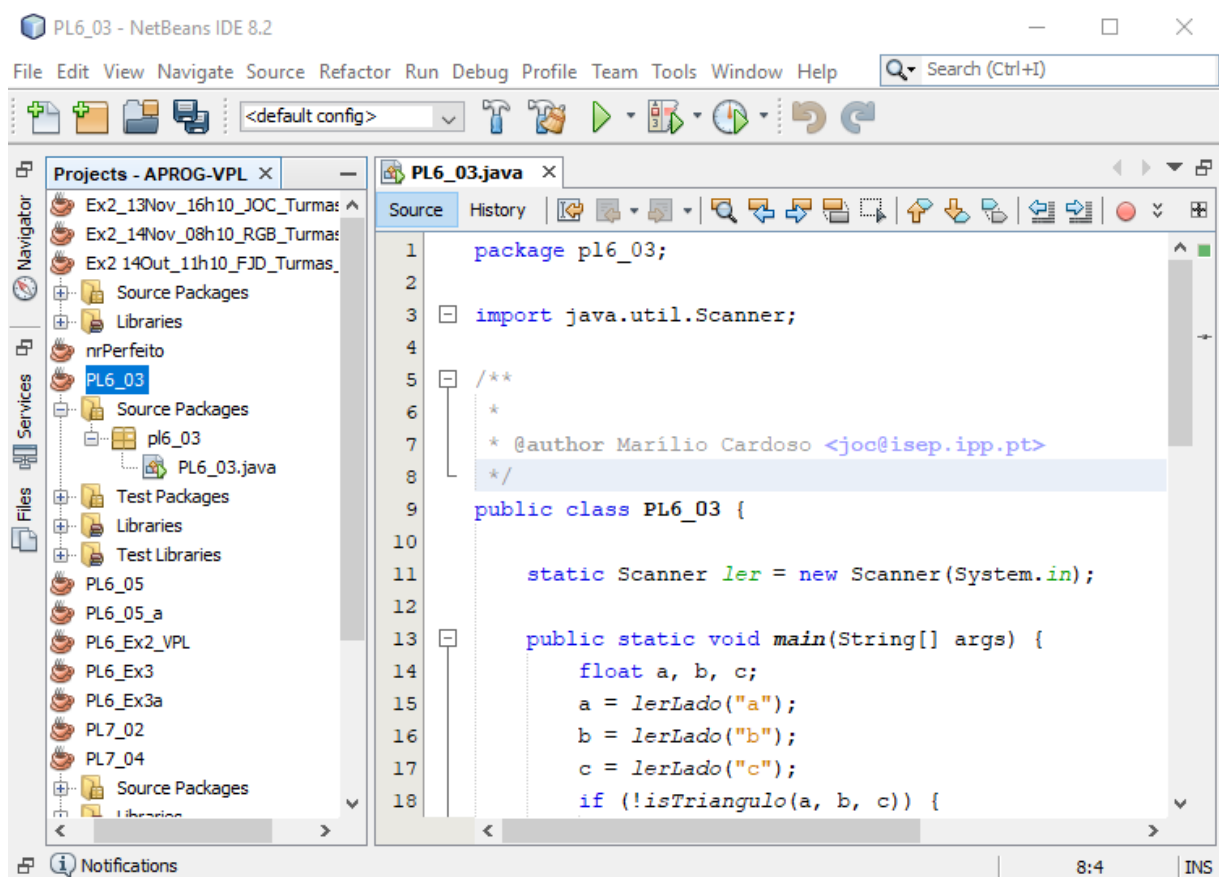 PL6_03 - NetBeans IDE 8.2
File Edit View Navigate Source Refactor Run Debug Profile Team Tools Window Help
Search (Ctrl+I)
<default config>
Navigator
Services
Files
Projects - APROG-VPL
Ex2_13Nov_16h10_JOC_Turmas
Ex2_14Nov_08h10_RGB_Turmas
Ex2 14Out_11h10_FJD_Turmas_
Source Packages
Libraries
nrPerfeito
PL6_03
Source Packages
pl6_03
PL6_03.java
Test Packages
Libraries
Test Libraries
PL6_05
PL6_05_a
PL6_Ex2_VPL
PL6_Ex3
PL6_Ex3a
PL7_02
PL7_04
Source Packages
Libraries
PL6_03.java
Source History
1 package pl6_03;
2
3 import java.util.Scanner;
4
5 /**
6 *
7 * @author Marílio Cardoso <joc@isep.ipp.pt>
8 */
9 public class PL6_03 {
10
11 static Scanner ler = new Scanner(System.in);
12
13 public static void main(String[] args) {
14 float a, b, c;
15 a = lerLado("a");
16 b = lerLado("b");
17 c = lerLado("c");
18 if (!isTriangulo(a, b, c)) {
Notifications
8:4
INS